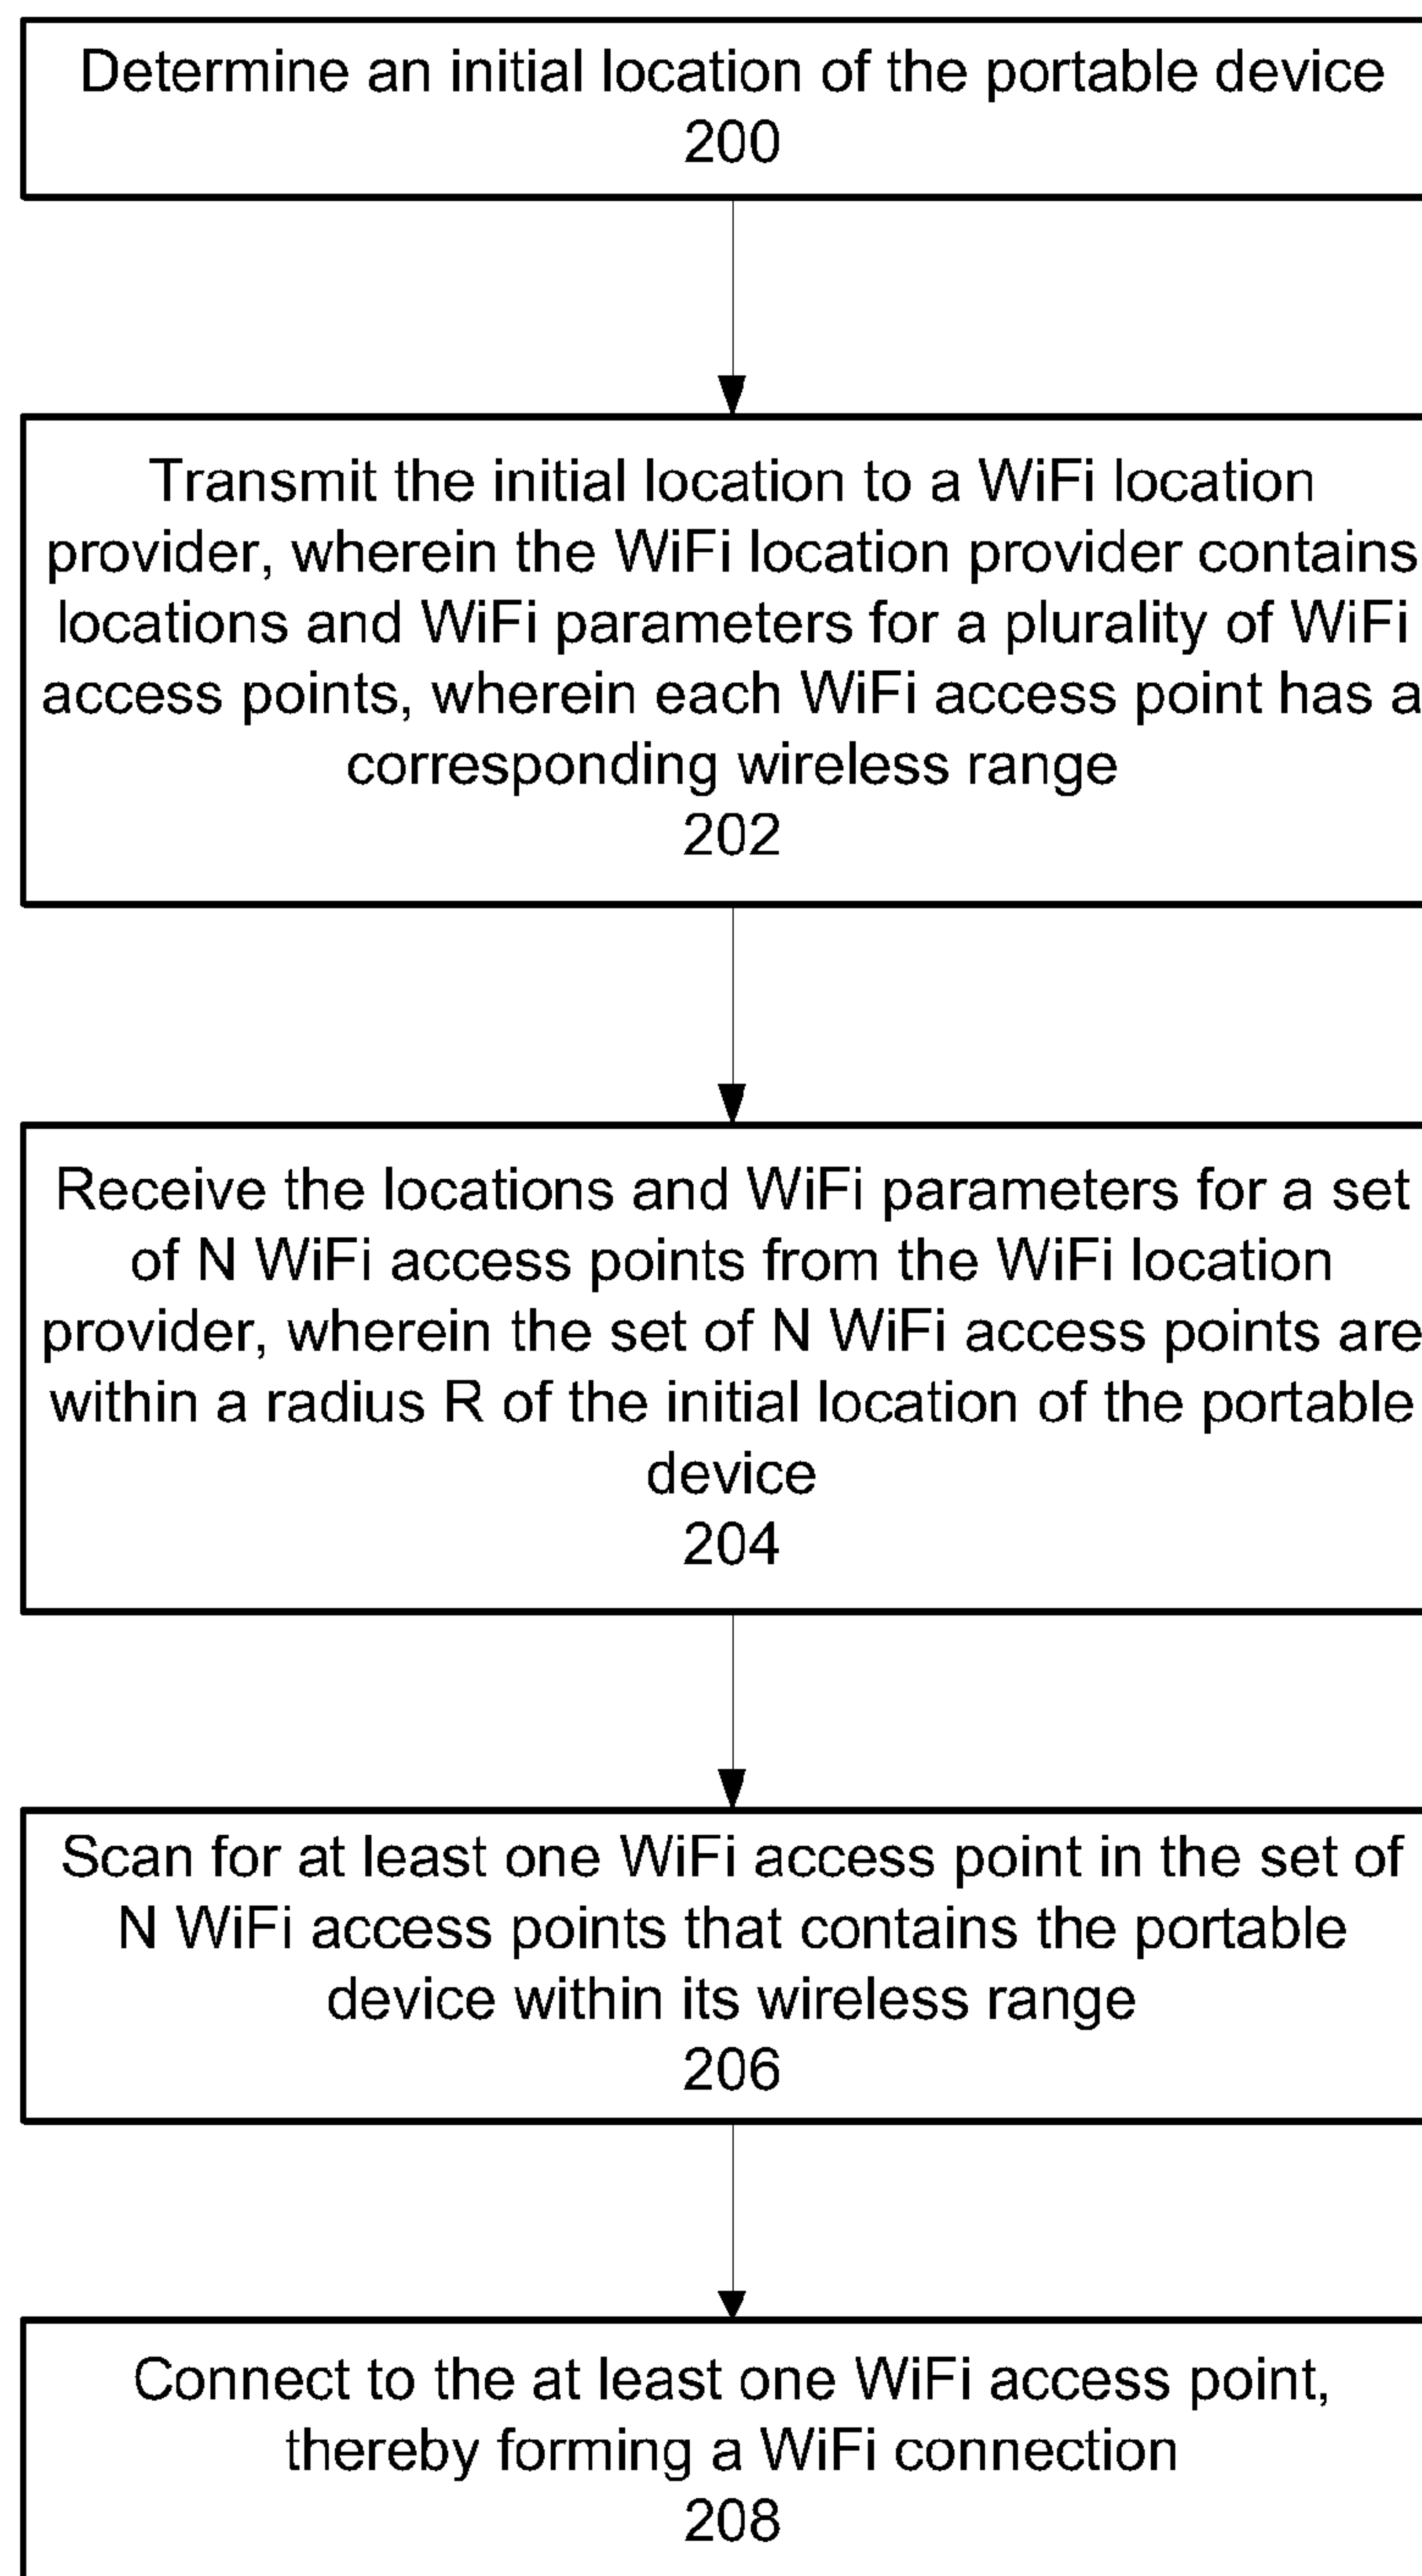 Determine an initial location of the portable device
200
Transmit the initial location to a WiFi location
provider, wherein the WiFi location provider contains
locations and WiFi parameters for a plurality of WiFi
access points, wherein each WiFi access point has a
corresponding wireless range
202
Receive the locations and WiFi parameters for a set
of N WiFi access points from the WiFi location
provider, wherein the set of N WiFi access points are
within a radius R of the initial location of the portable
device
204
Scan for at least one WiFi access point in the set of
N WiFi access points that contains the portable
device within its wireless range
206
Connect to the at least one WiFi access point,
thereby forming a WiFi connection
208